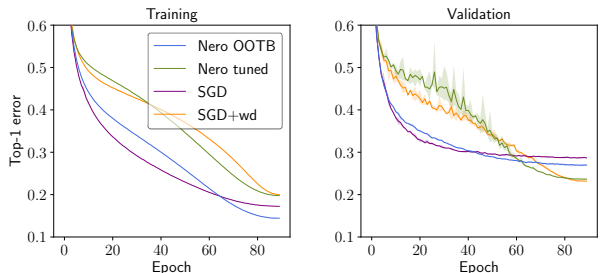 Training
Validation
Top-1 error
0.6
0.5
0.4
0.3
0.2
0.1
0
20
40
60
80
Epoch
Nero OOTB
Nero tuned
SGD
SGD+wd
0.6
0.5
0.4
0.3
0.2
0.1
0
20
40
60
80
Epoch